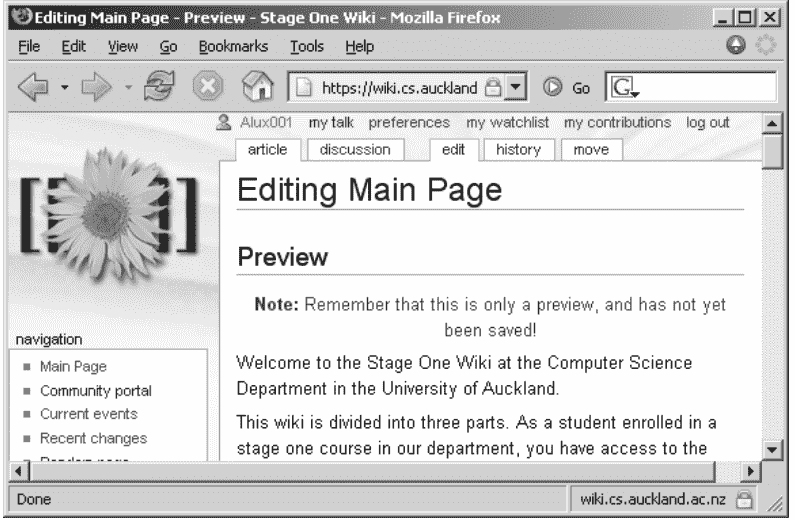 Editing Main Page - Preview - Stage One Wiki - Mozilla Firefox
File Edit View Go Bookmarks Tools Help
https://wiki.cs.auckland Go G
Alux001 my talk preferences my watchlist my contributions log out
article discussion edit history move
Editing Main Page
Preview
Note: Remember that this is only a preview, and has not yet
been saved!
navigation
Main Page
Community portal
Current events
Recent changes
Welcome to the Stage One Wiki at the Computer Science
Department in the University of Auckland.
This wiki is divided into three parts. As a student enrolled in a
stage one course in our department, you have access to the
Done wiki.cs.auckland.ac.nz